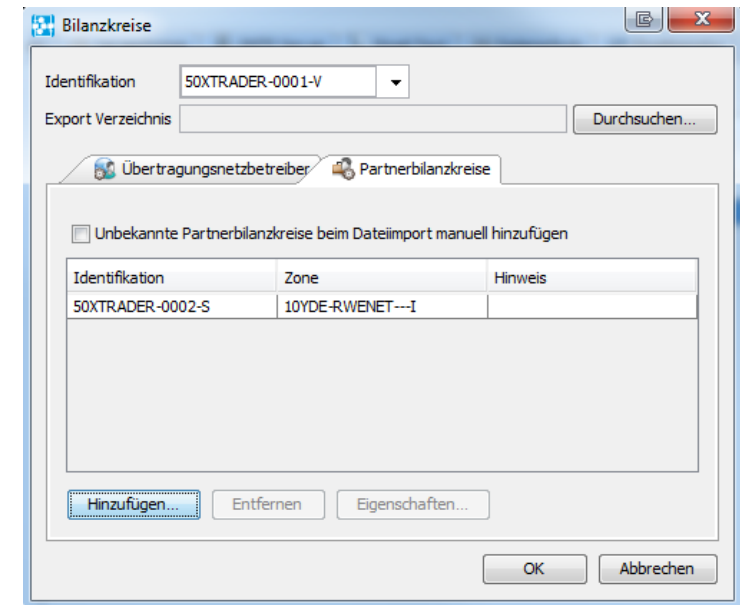 Bilanzkreise
Identifikation 50XTRADER-0001-V
Export Verzeichnis Durchsuchen...
Übertragungsnetzbetreiber Partnerbilanzkreise
Unbekannte Partnerbilanzkreise beim Dateiimport manuell hinzufügen
Identifikation Zone Hinweis
50XTRADER-0002-S 10YDE-RWENET---I
Hinzufügen... Entfernen Eigenschaften...
OK Abbrechen